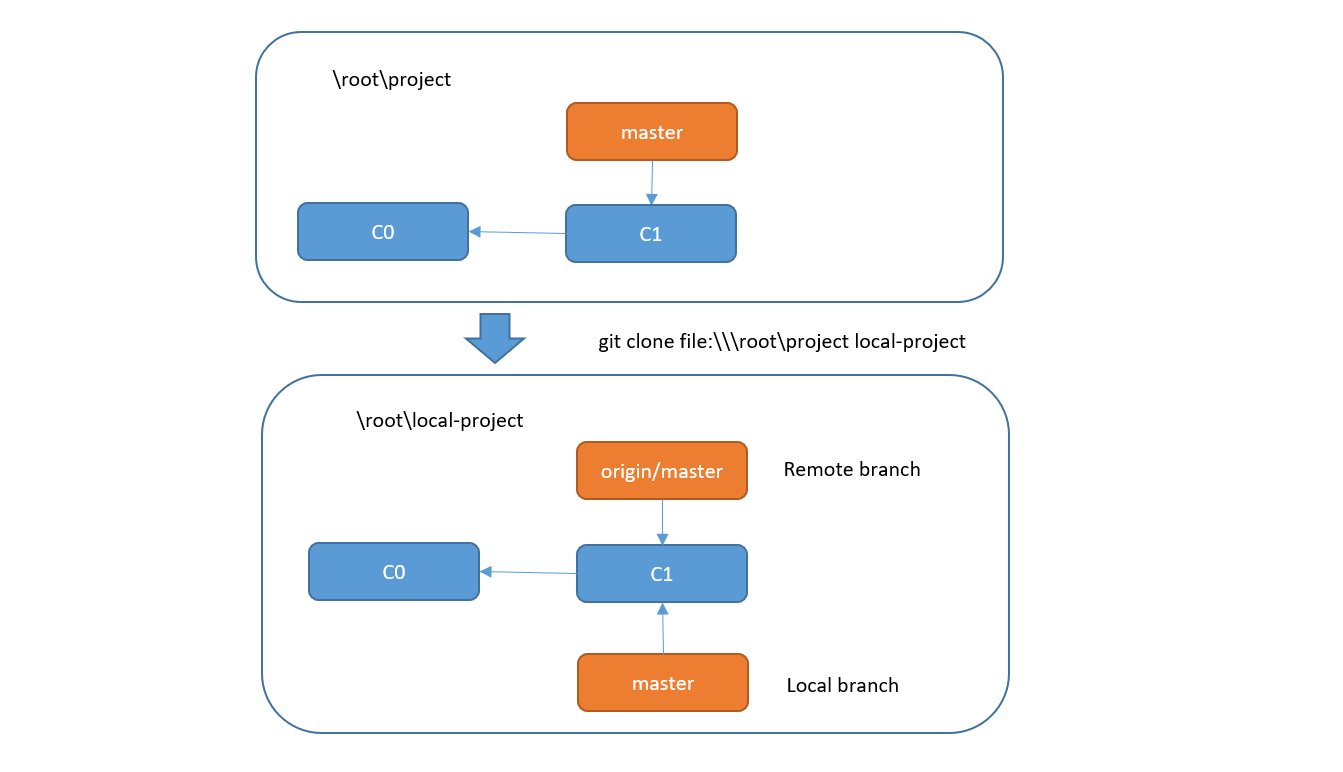 \root\project
master
C0
C1
git clone file:\\\root\project local-project
\root\local-project
origin/master
Remote branch
C0
C1
master
Local branch